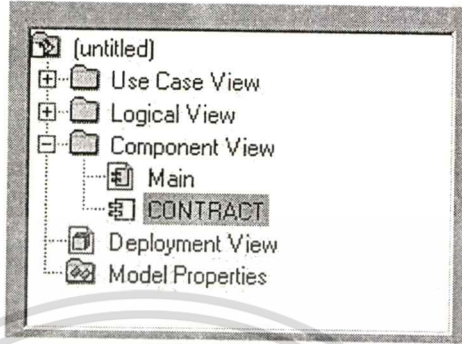 (untitled)
Use Case View
Logical View
Component View
Main
CONTRACT
Deployment View
Model Properties